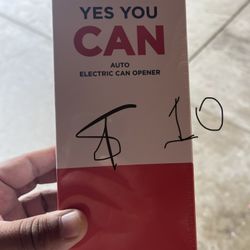 YES YOU
CAN
AUTO
ELECTRIC CAN OPENER
$ 10